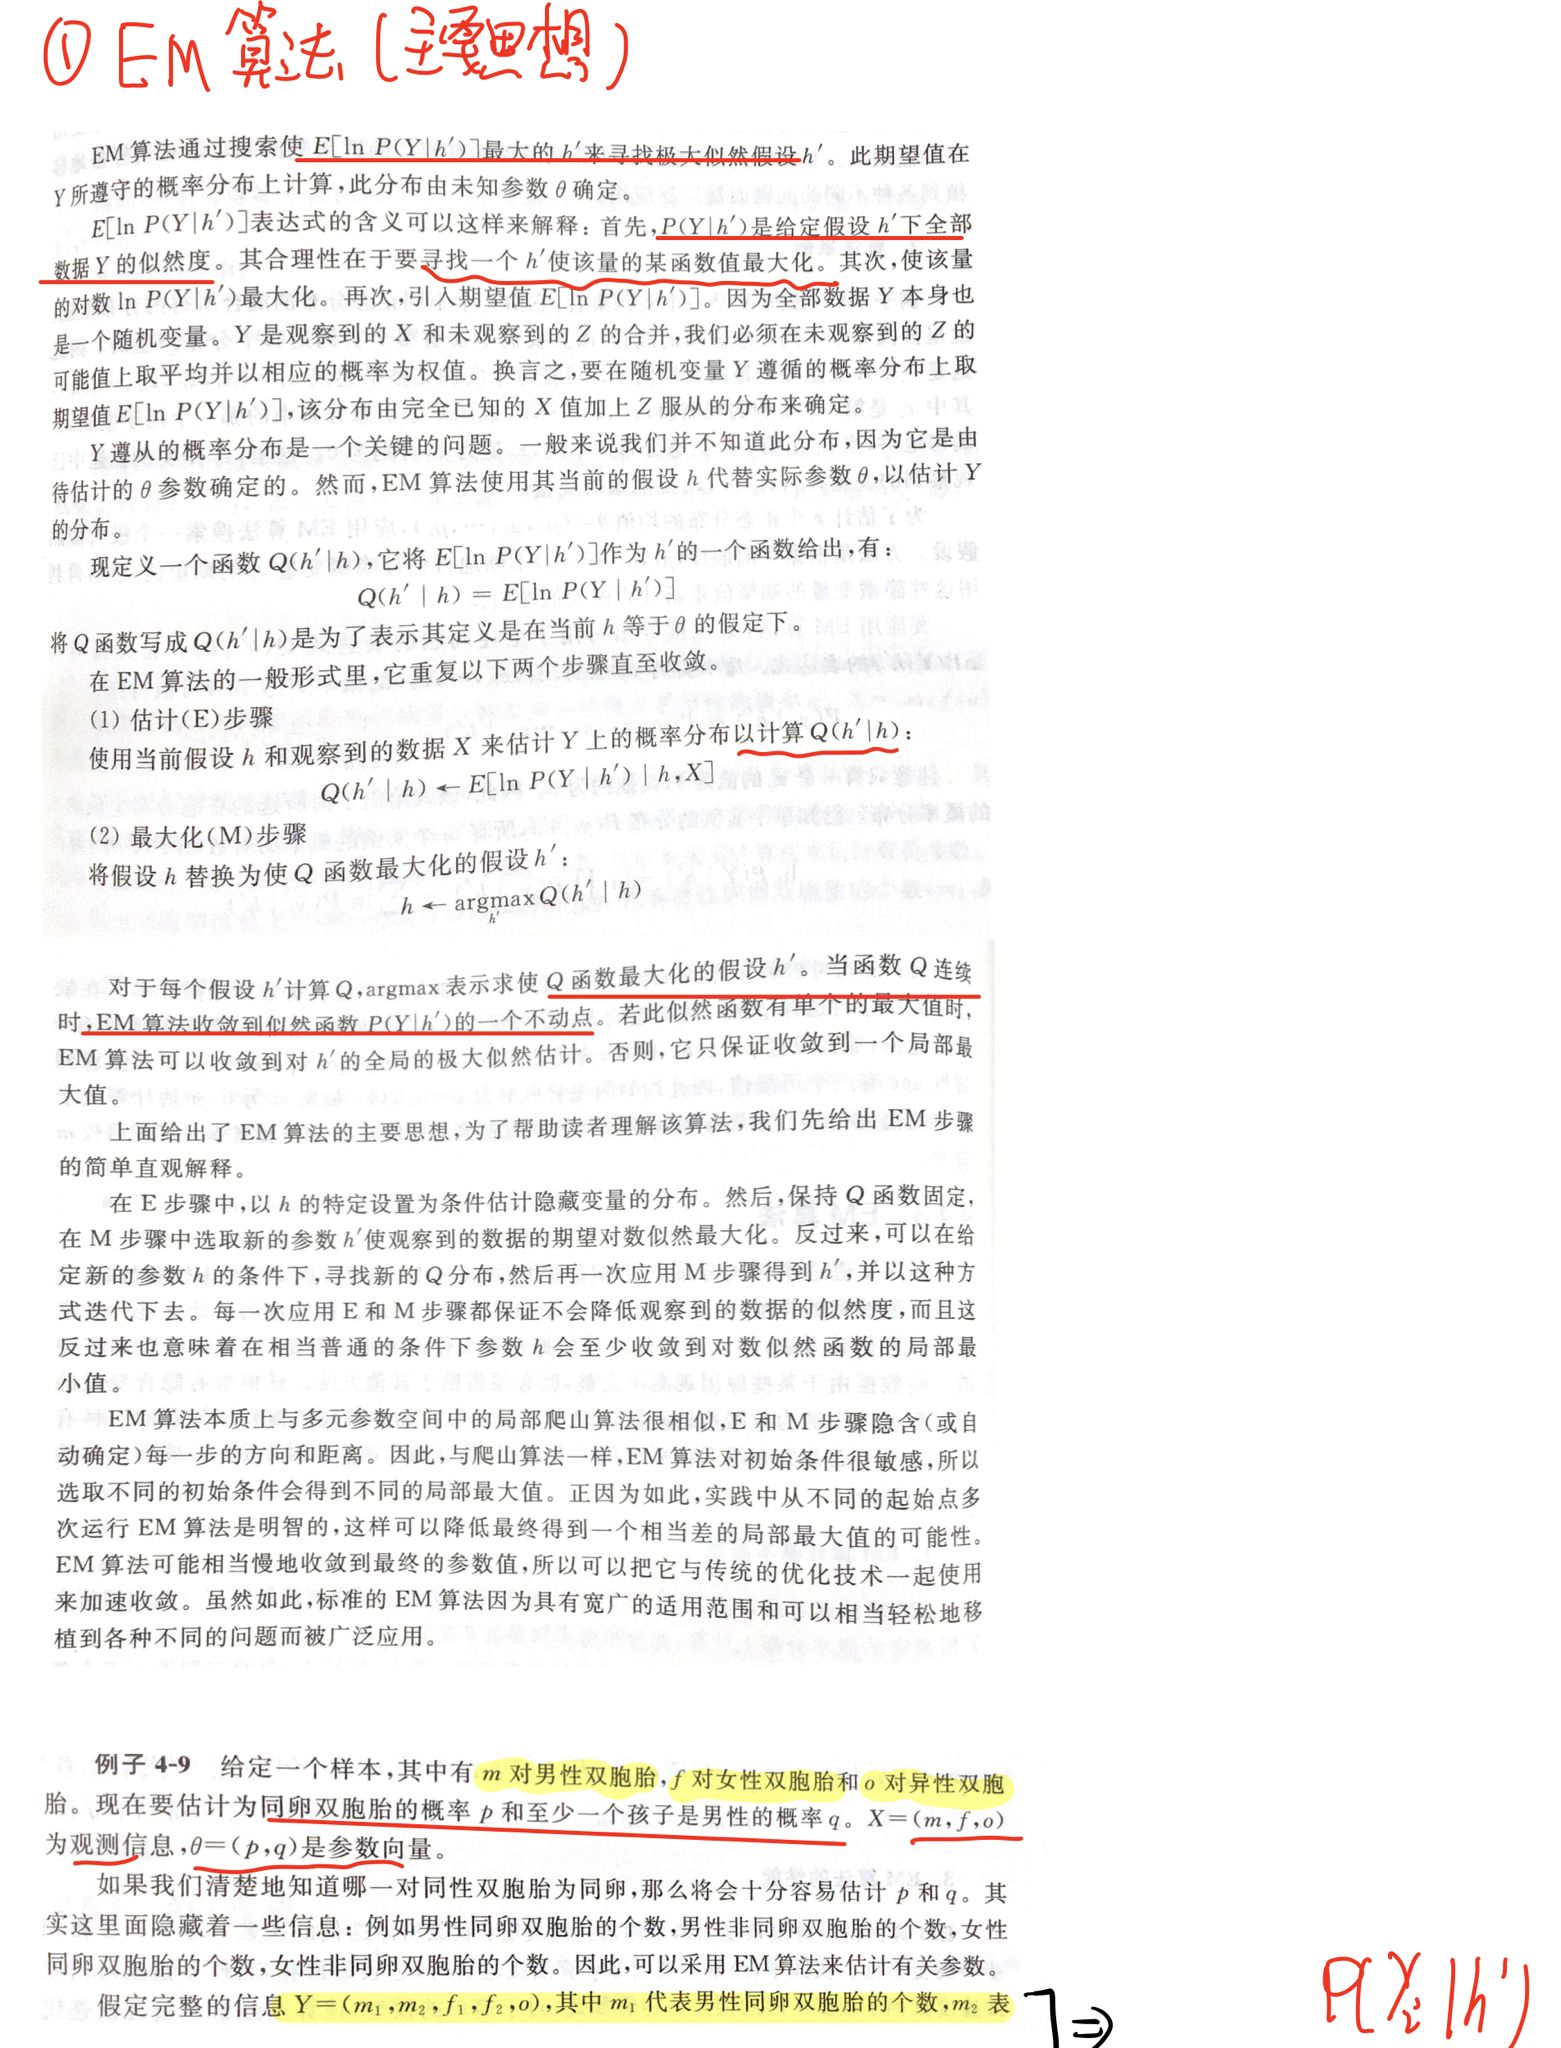 ① EM 算法(主要思想)
EM 算法通过搜索使 E[ln P(Y|h′)]最大的 h′来寻找极大似然假设 h′。此期望值在
Y 所遵守的概率分布上计算,此分布由未知参数 θ 确定。
E[ln P(Y|h′)]表达式的含义可以这样来解释:首先,P(Y|h′)是给定假设 h′下全部
数据 Y 的似然度。其合理性在于要寻找一个 h′使该量的某函数值最大化。其次,使该量
的对数 ln P(Y|h′)最大化。再次,引入期望值 E[ln P(Y|h′)]。因为全部数据 Y 本身也
是一个随机变量。Y 是观察到的 X 和未观察到的 Z 的合并,我们必须在未观察到的 Z 的
可能值上取平均并以相应的概率为权值。换言之,要在随机变量 Y 遵循的概率分布上取
期望值 E[ln P(Y|h′)],该分布由完全已知的 X 值加上 Z 服从的分布来确定。
Y 遵从的概率分布是一个关键的问题。一般来说我们并不知道此分布,因为它是由
待估计的 θ 参数确定的。然而,EM 算法使用其当前的假设 h 代替实际参数 θ,以估计 Y
的分布。
现定义一个函数 Q(h′|h),它将 E[ln P(Y|h′)]作为 h′的一个函数给出,有:
Q(h′ | h) = E[ln P(Y | h′)]
将 Q 函数写成 Q(h′|h)是为了表示其定义是在当前 h 等于 θ 的假定下。
在 EM 算法的一般形式里,它重复以下两个步骤直至收敛。
(1) 估计(E)步骤
使用当前假设 h 和观察到的数据 X 来估计 Y 上的概率分布以计算 Q(h′|h):
Q(h′ | h) ← E[ln P(Y | h′) | h,X]
(2) 最大化(M)步骤
将假设 h 替换为使 Q 函数最大化的假设 h′:
h ← argmax Q(h′ | h)
h′
对于每个假设 h′计算 Q,argmax 表示求使 Q 函数最大化的假设 h′。当函数 Q 连续
时,EM 算法收敛到似然函数 P(Y|h′)的一个不动点。若此似然函数有单个的最大值时,
EM 算法可以收敛到对 h′的全局的极大似然估计。否则,它只保证收敛到一个局部最
大值。
上面给出了 EM 算法的主要思想,为了帮助读者理解该算法,我们先给出 EM 步骤
的简单直观解释。
在 E 步骤中,以 h 的特定设置为条件估计隐藏变量的分布。然后,保持 Q 函数固定,
在 M 步骤中选取新的参数 h′使观察到的数据的期望对数似然最大化。反过来,可以在给
定新的参数 h 的条件下,寻找新的 Q 分布,然后再一次应用 M 步骤得到 h′,并以这种方
式迭代下去。每一次应用 E 和 M 步骤都保证不会降低观察到的数据的似然度,而且这
反过来也意味着在相当普通的条件下参数 h 会至少收敛到对数似然函数的局部最
小值。
EM 算法本质上与多元参数空间中的局部爬山算法很相似,E 和 M 步骤隐含(或自
动确定)每一步的方向和距离。因此,与爬山算法一样,EM 算法对初始条件很敏感,所以
选取不同的初始条件会得到不同的局部最大值。正因为如此,实践中从不同的起始点多
次运行 EM 算法是明智的,这样可以降低最终得到一个相当差的局部最大值的可能性。
EM 算法可能相当慢地收敛到最终的参数值,所以可以把它与传统的优化技术一起使用
来加速收敛。虽然如此,标准的 EM 算法因为具有宽广的适用范围和可以相当轻松地移
植到各种不同的问题而被广泛应用。
例子 4-9 给定一个样本,其中有 m 对男性双胞胎,f 对女性双胞胎和 o 对异性双胞
胎。现在要估计为同卵双胞胎的概率 p 和至少一个孩子是男性的概率 q。X=(m,f,o)
为观测信息,θ=(p,q)是参数向量。
如果我们清楚地知道哪一对同性双胞胎为同卵,那么将会十分容易估计 p 和 q。其
实这里面隐藏着一些信息:例如男性同卵双胞胎的个数,男性非同卵双胞胎的个数,女性
同卵双胞胎的个数,女性非同卵双胞胎的个数。因此,可以采用 EM 算法来估计有关参数。
假定完整的信息 Y=(m₁,m₂,f₁,f₂,o),其中 m₁ 代表男性同卵双胞胎的个数,m₂ 表
⇒ P(Yᵢ|h′)